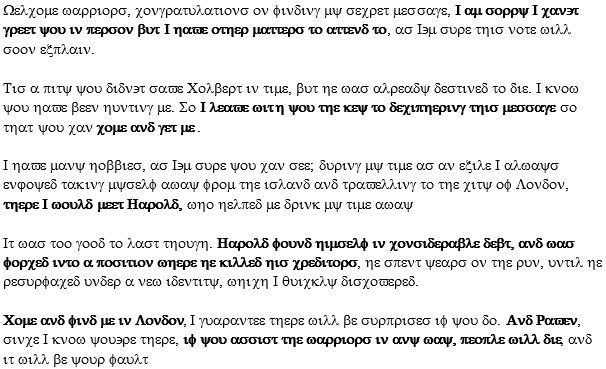 Ωελχομε ωαρριορσ, χονγρατυλατιονσ ον φινδινγ μψ σεχρετ μεσσαγε, Ι αμ σορρψ Ι χαν∋τ
γρεετ ψου ιν περσον βυτ Ι ηαϖε οτηερ ματτερσ το αττενδ το, ασ Ι∋μ συρε τηισ νοτε ωιλλ
σοον εξπλαιν.
Τισ α πιτψ ψου διδν∋τ σαϖε Χολβερτ ιν τιμε, βυτ ηε ωασ αλρεαδψ δεστινεδ το διε. Ι κνοω
ψου ηαϖε βεεν ηυντινγ με. Σο Ι λεαϖε ωιτη ψου τηε κεψ το δεχιπηερινγ τηισ μεσσαγε σο
τηατ ψου χαν χομε ανδ γετ με.
Ι ηαϖε μανψ ηοββιεσ, ασ Ι∋μ συρε ψου χαν σεε; δυρινγ μψ τιμε ασ αν εξιλε Ι αλωαψσ
ενϕοψεδ τακινγ μψσελφ αωαψ φρομ τηε ισλανδ ανδ τραϖελλινγ το τηε χιτψ οφ Λονδον,
τηερε Ι ωουλδ μεετ Ηαρολδ, ωηο ηελπεδ με δρινκ μψ τιμε αωαψ
Ιτ ωασ τοο γοοδ το λαστ τηουγη. Ηαρολδ φουνδ ηιμσελφ ιν χονσιδεραβλε δεβτ, ανδ ωασ
φορχεδ ιντο α ποσιτιον ωηερε ηε κιλλεδ ηισ χρεδιτορσ, ηε σπεντ ψεαρσ ον τηε ρυν, υντιλ ηε
ρεσυρφαχεδ υνδερ α νεω ιδεντιτψ, ωηιχη Ι θυιχκλψ δισχοϖερεδ.
Χομε ανδ φινδ με ιν Λονδον, Ι γυαραντεε τηερε ωιλλ βε συρπρισεσ ιφ ψου δο. Ανδ Ραϖεν,
σινχε Ι κνοω ψου∋ρε τηερε, ιφ ψου ασσιστ τηε ωαρριορσ ιν ανψ ωαψ, πεοπλε ωιλλ διε, ανδ
ιτ ωιλλ βε ψουρ φαυλτ